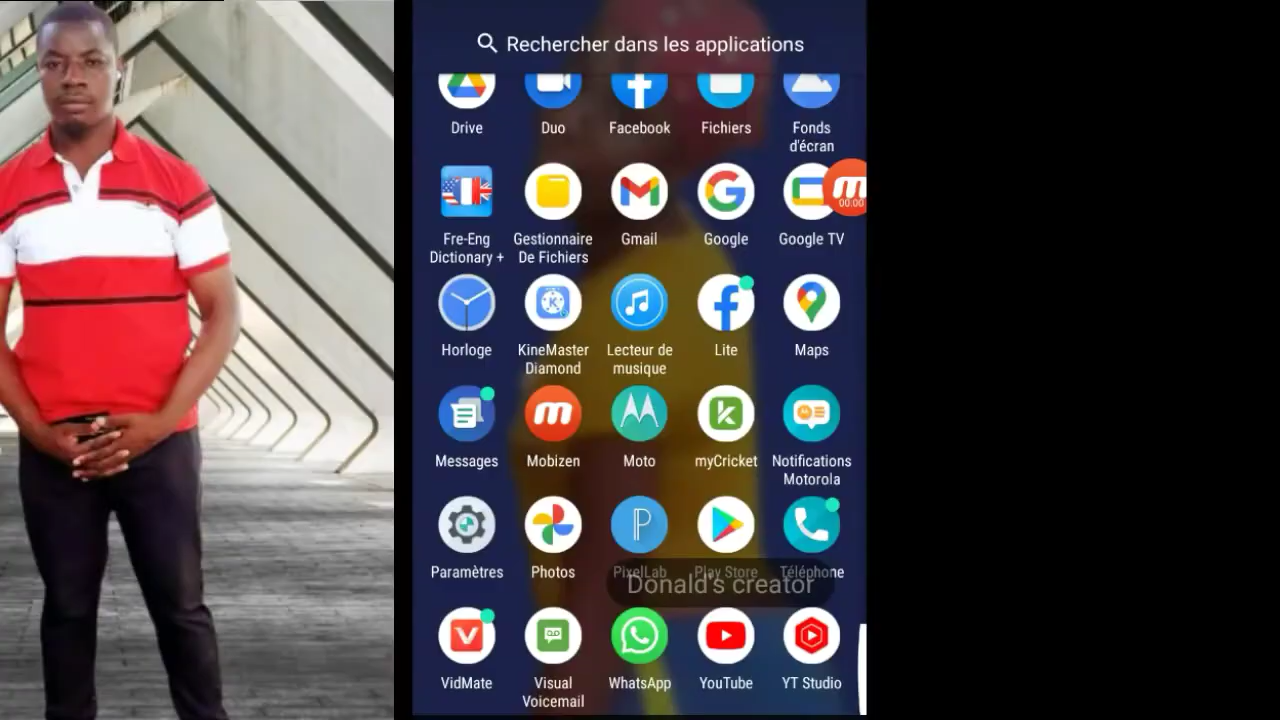 Rechercher dans les applications
Drive
Duo
Facebook
Fichiers
Fonds
d'écran
00:00
Fre-Eng
Dictionary +
Gestionnaire
De Fichiers
Gmail
Google
Google TV
Horloge
KineMaster
Diamond
Lecteur de
musique
Lite
Maps
Messages
Mobizen
Moto
myCricket
Notifications
Motorola
Paramètres
Photos
PixelLab
Play Store
Téléphone
Donald's creator
VidMate
Visual
Voicemail
WhatsApp
YouTube
YT Studio